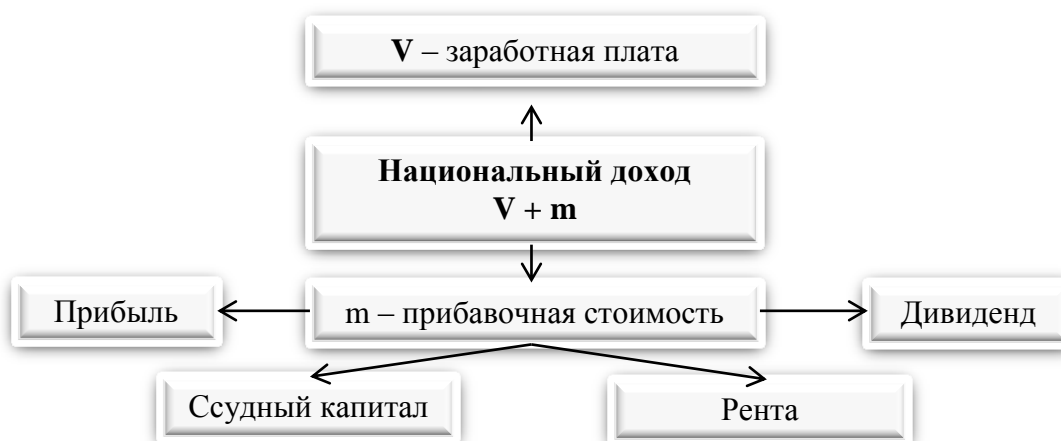 V – заработная плата
Национальный доход
V + m
Прибыль
m – прибавочная стоимость
Дивиденд
Ссудный капитал
Рента